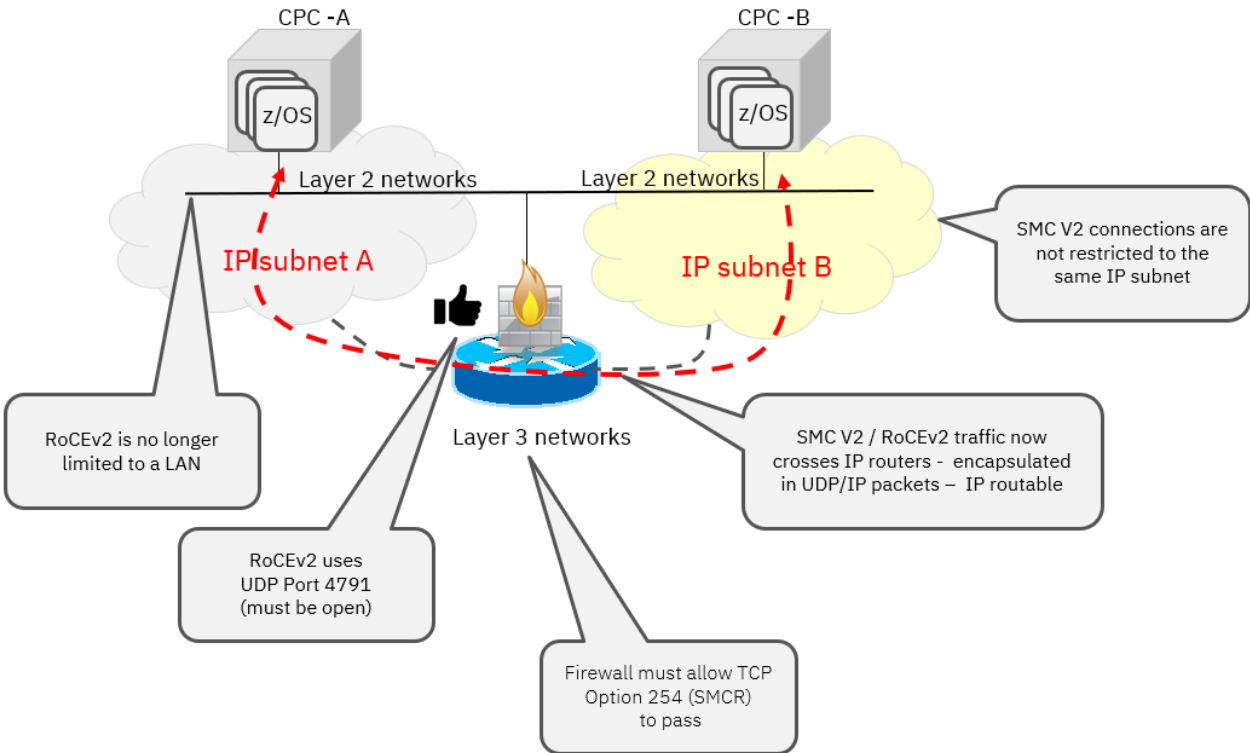 CPC -A
CPC -B
z/OS
z/OS
Layer 2 networks
Layer 2 networks
IP subnet A
IP subnet B
SMC V2 connections are
not restricted to the
same IP subnet
RoCEv2 is no longer
limited to a LAN
Layer 3 networks
SMC V2 / RoCEv2 traffic now
crosses IP routers -  encapsulated
in UDP/IP packets –  IP routable
RoCEv2 uses
UDP Port 4791
(must be open)
Firewall must allow TCP
Option 254 (SMCR)
to pass